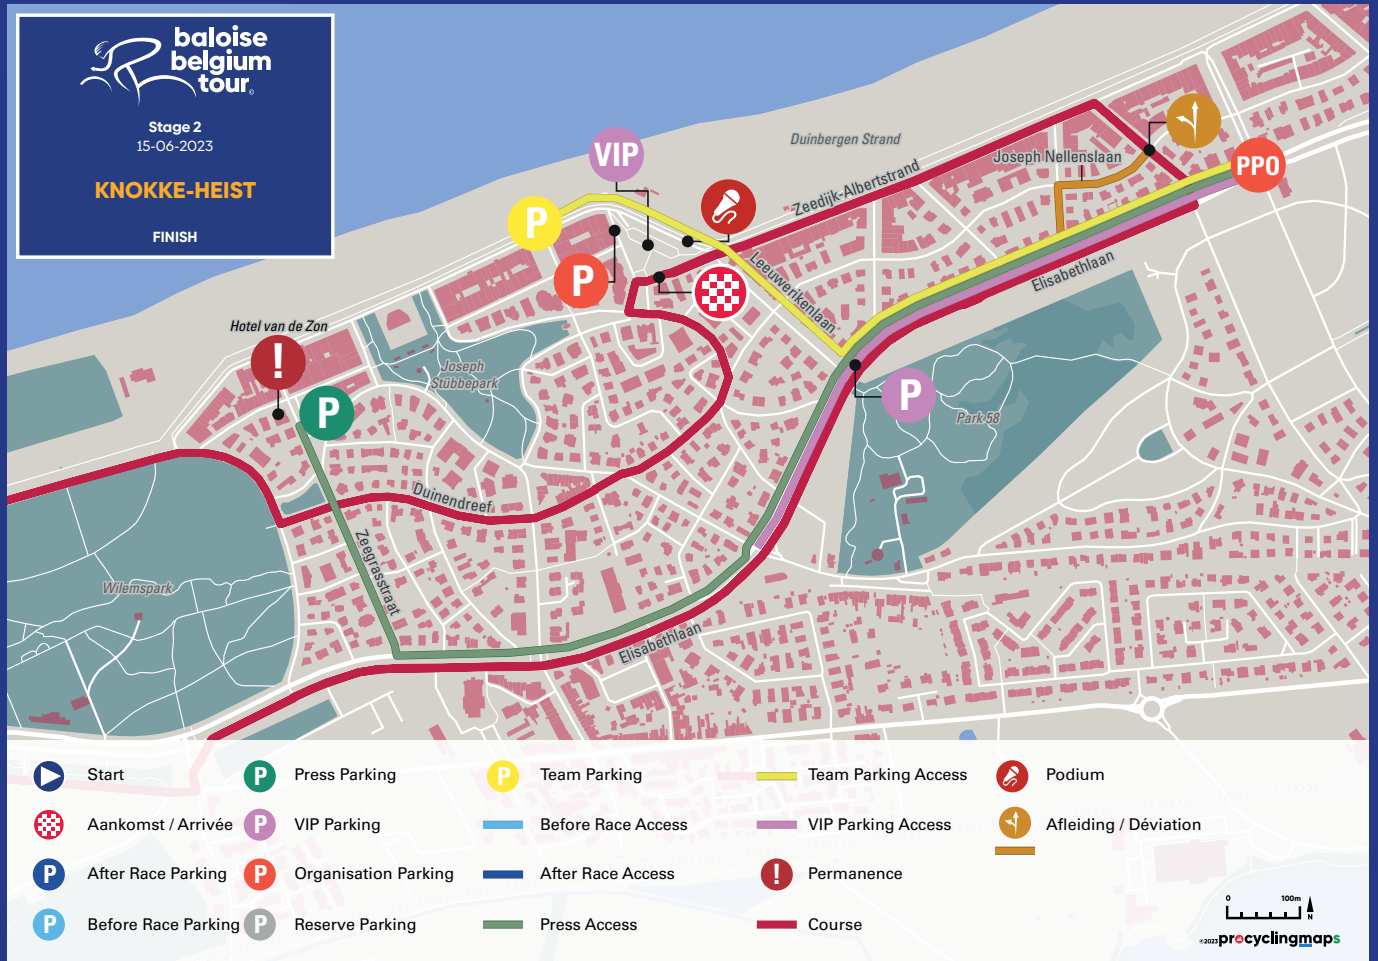 baloise
belgium
tour
Stage 2
15-06-2023
KNOKKE-HEIST
FINISH
Duinbergen Strand
VIP
Joseph Nellenslaan
PPO
Zeedijk-Albertstrand
P
Leeuwerikenlaan
P
Elisabethlaan
Hotel van de Zon
!
Joseph
Stübbepark
P
P
Park 58
Duinendreef
Zeegrasstraat
Wilemspark
Elisabethlaan
Start
P Press Parking
P Team Parking
Team Parking Access
Podium
Aankomst / Arrivée
P VIP Parking
Before Race Access
VIP Parking Access
Afleiding / Déviation
P After Race Parking
P Organisation Parking
After Race Access
! Permanence
P Before Race Parking
P Reserve Parking
Press Access
Course
0 100m
N
©2023 procyclingmaps